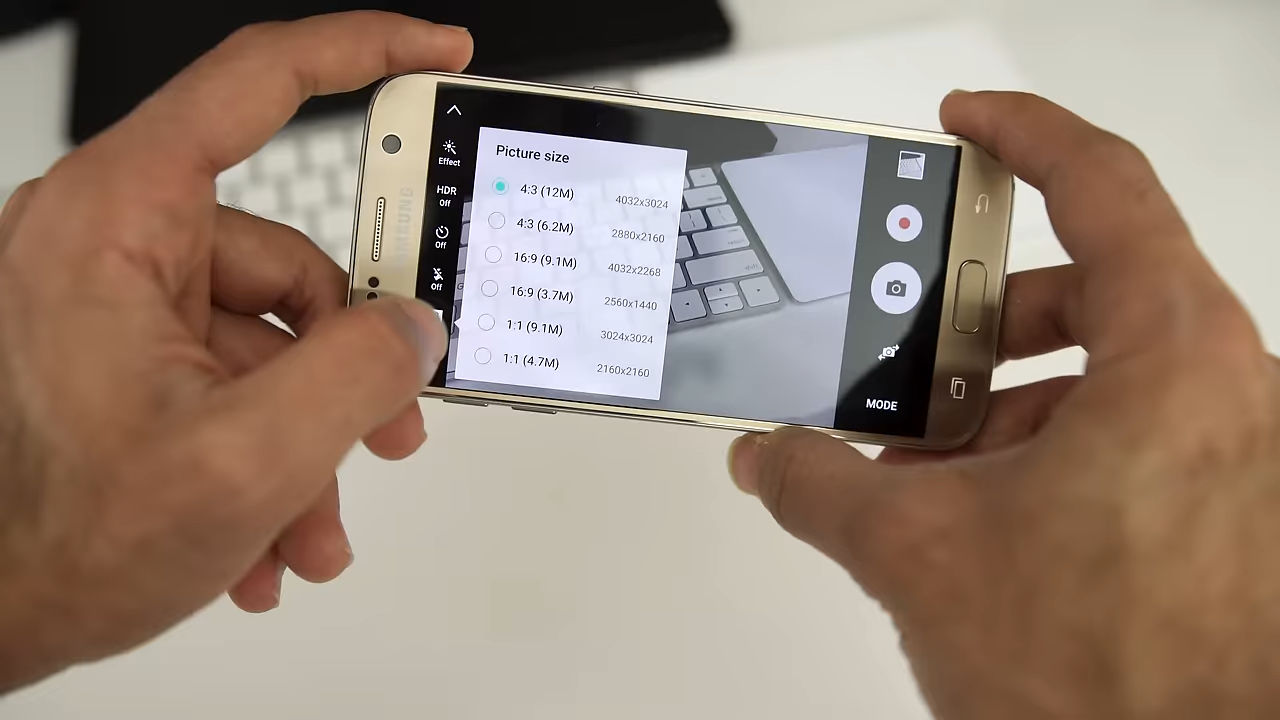 SAMSUNG
Effect
HDR
Off
Off
Off
Picture size
4:3 (12M) 4032x3024
4:3 (6.2M) 2880x2160
16:9 (9.1M) 4032x2268
16:9 (3.7M) 2560x1440
1:1 (9.1M) 3024x3024
1:1 (4.7M) 2160x2160
MODE